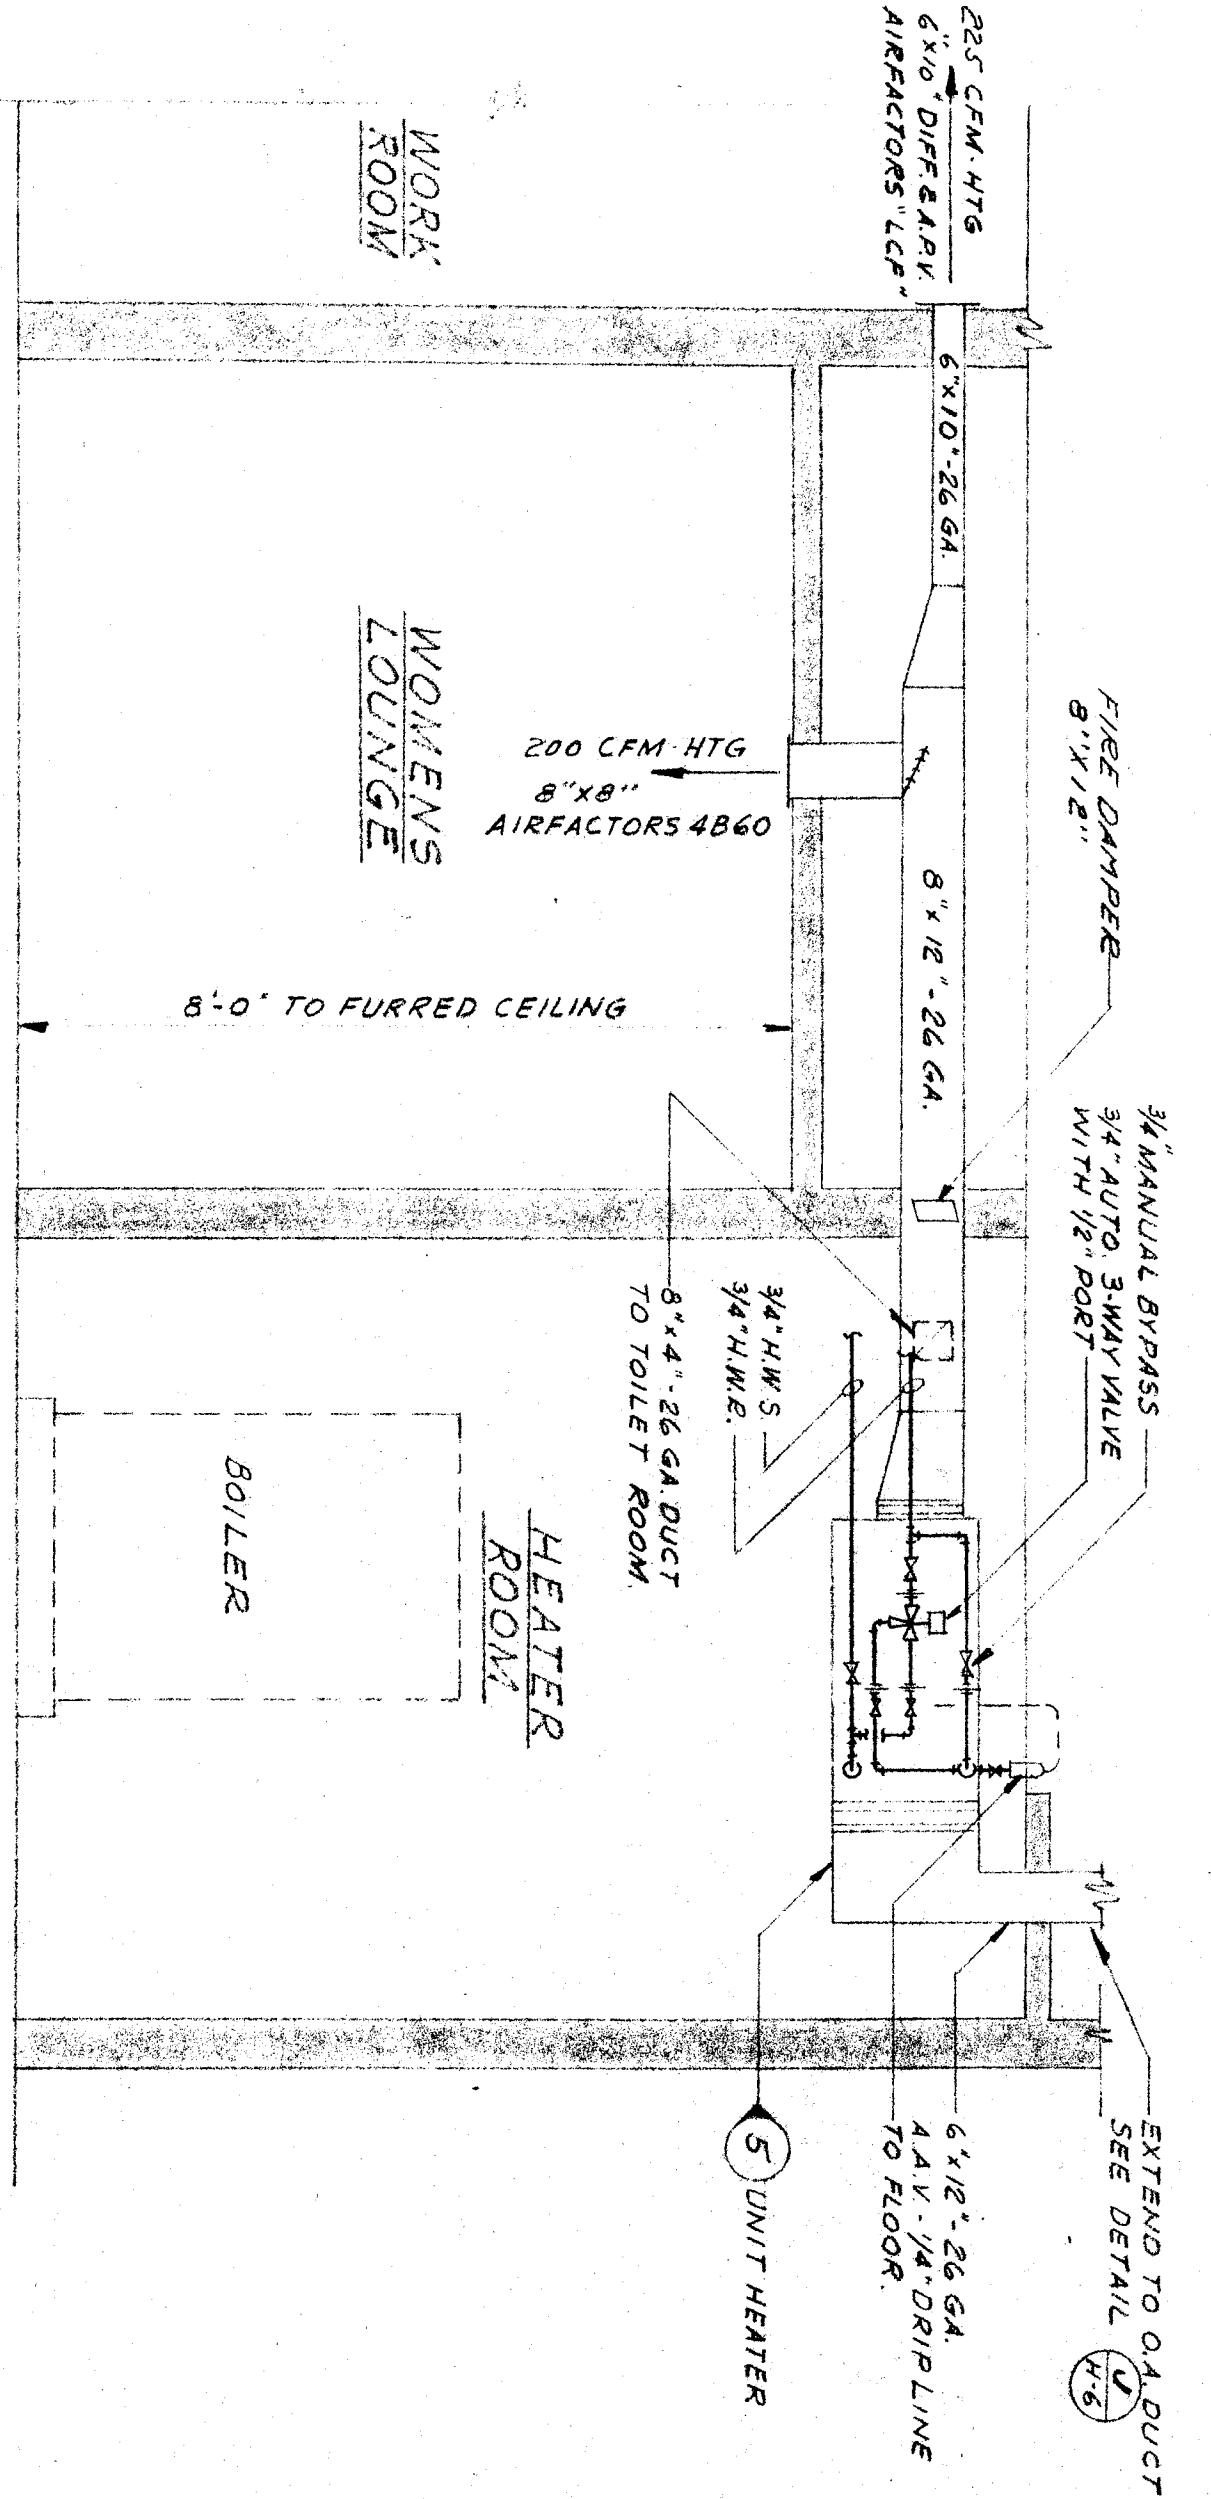 225 CFM-HTG
6"x10" DIFF. & A.P.V.
AIRFACTORS "LCP"
WORK
ROOM
6"x10"-26 GA.
WOMENS
LOUNGE
200 CFM-HTG
8"x8"
AIRFACTORS 4B60
FIRE DAMPER
8"x12"
8"x12"-26 GA.
8'-0" TO FURRED CEILING
3/4" MANUAL BYPASS
3/4" AUTO. 3-WAY VALVE
WITH 1/2" PORT
3/4" H.W.S.
3/4" H.W.R.
8"x4"-26 GA. DUCT
TO TOILET ROOM.
HEATER
ROOM
BOILER
EXTEND TO O.A. DUCT
SEE DETAIL
J
H-6
6"x12"-26 GA.
A.A.V. - 1/4" DRIP LINE
TO FLOOR.
5
UNIT HEATER